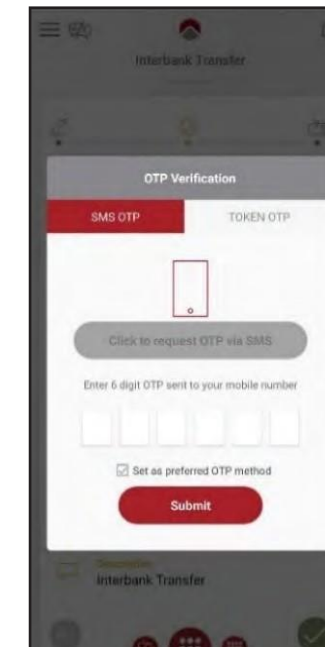 Interbank Transfer
OTP Verification
SMS OTP
TOKEN OTP
Click to request OTP via SMS
Enter 6 digit OTP sent to your mobile number
Set as preferred OTP method
Submit
Description
Interbank Transfer